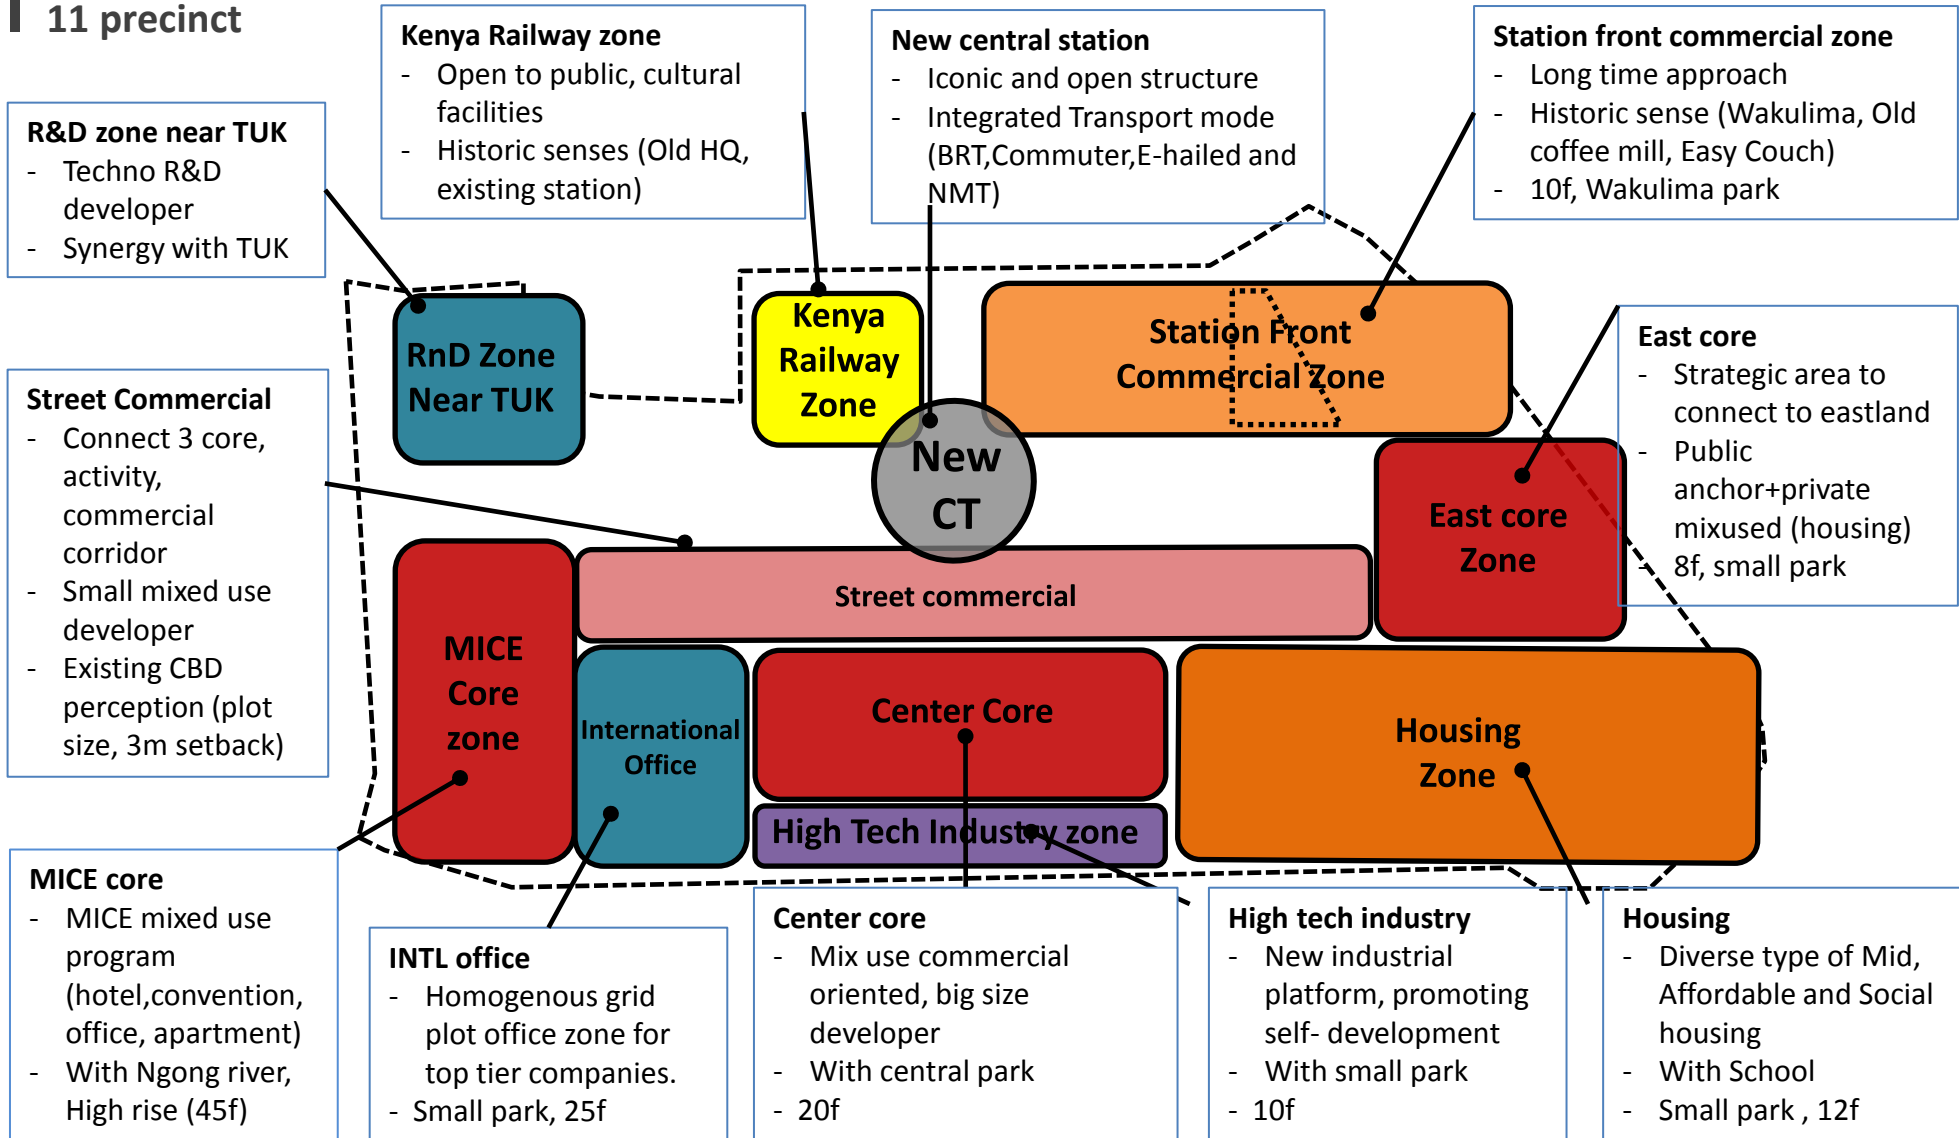 11 precinct
Kenya Railway zone
- Open to public, cultural
facilities
- Historic senses (Old HQ,
existing station)
New central station
- Iconic and open structure
- Integrated Transport mode
(BRT,Commuter,E-hailed and
NMT)
Station front commercial zone
- Long time approach
- Historic sense (Wakulima, Old
coffee mill, Easy Couch)
- 10f, Wakulima park
R&D zone near TUK
- Techno R&D
developer
- Synergy with TUK
RnD Zone
Near TUK
Kenya
Railway
Zone
Station Front
Commercial Zone
New
CT
East core
- Strategic area to
connect to eastland
- Public
anchor+private
mixused (housing)
- 8f, small park
Street Commercial
- Connect 3 core,
activity,
commercial
corridor
- Small mixed use
developer
- Existing CBD
perception (plot
size, 3m setback)
East core
Zone
Street commercial
MICE
Core
zone
International
Office
Center Core
Housing
Zone
High Tech Industry zone
MICE core
- MICE mixed use
program
(hotel,convention,
office, apartment)
- With Ngong river,
High rise (45f)
INTL office
- Homogenous grid
plot office zone for
top tier companies.
- Small park, 25f
Center core
- Mix use commercial
oriented, big size
developer
- With central park
- 20f
High tech industry
- New industrial
platform, promoting
self- development
- With small park
- 10f
Housing
- Diverse type of Mid,
Affordable and Social
housing
- With School
- Small park , 12f